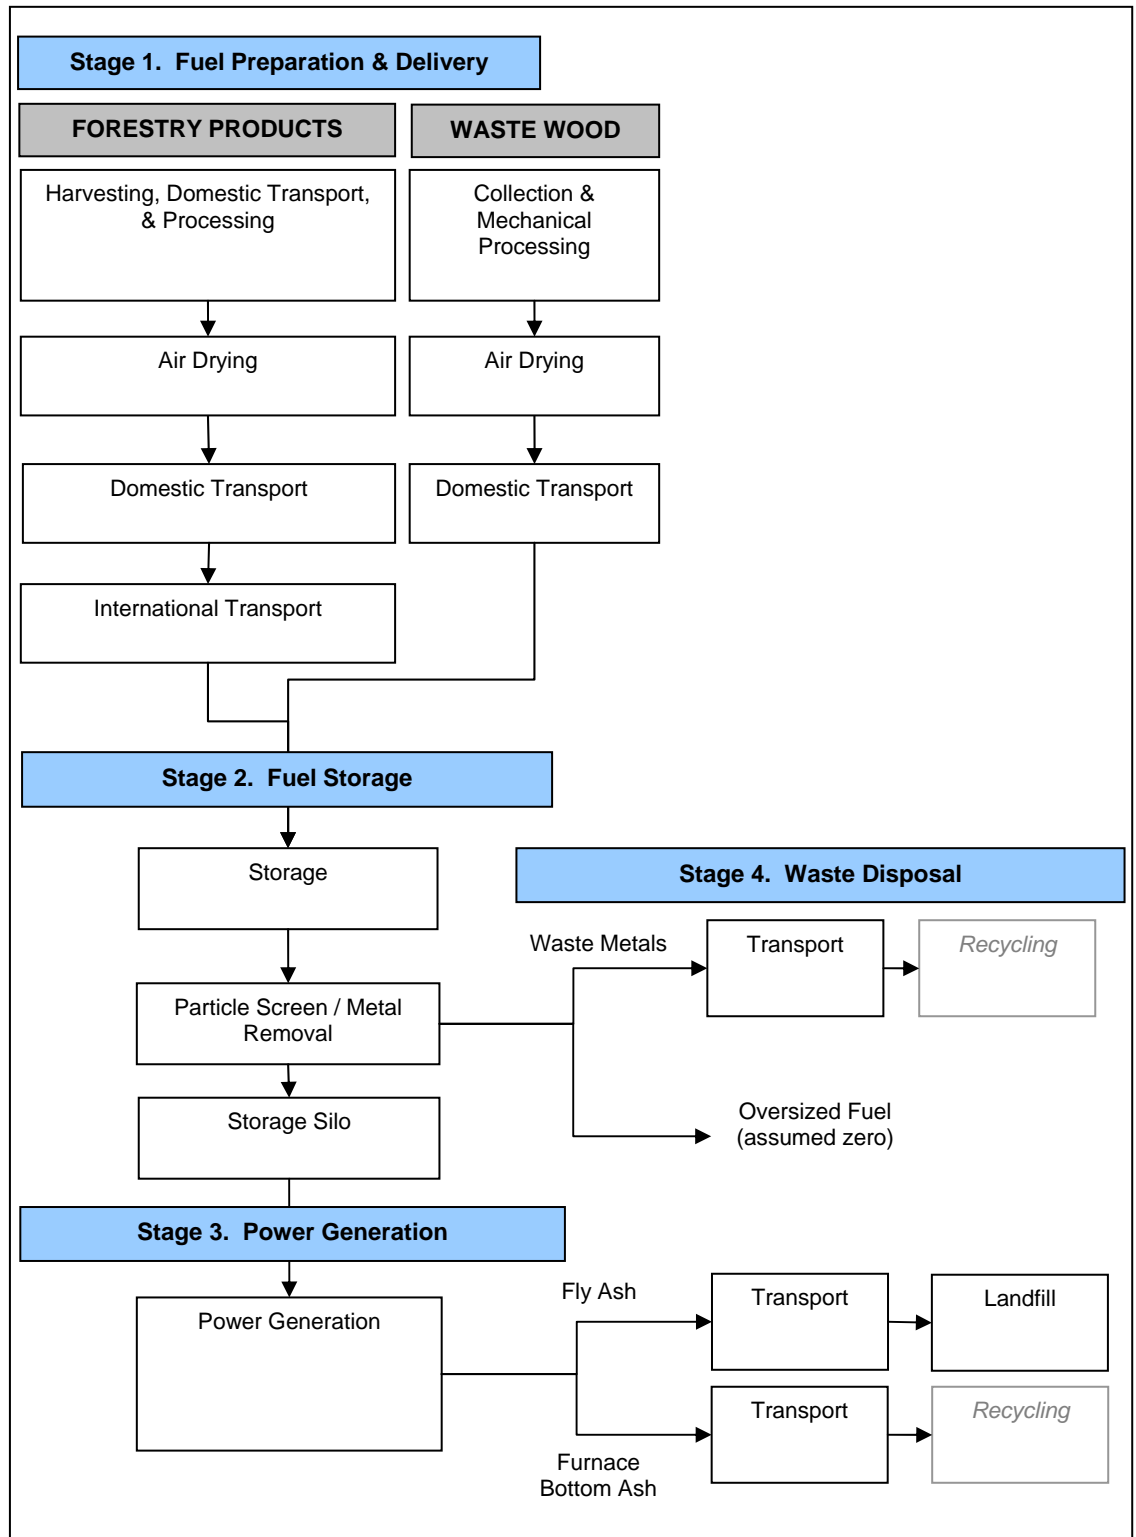 Stage 1.  Fuel Preparation & Delivery
FORESTRY PRODUCTS
WASTE WOOD
Harvesting, Domestic Transport,
& Processing
Collection &
Mechanical
Processing
Air Drying
Air Drying
Domestic Transport
Domestic Transport
International Transport
Stage 2.  Fuel Storage
Storage
Stage 4.  Waste Disposal
Waste Metals
Transport
Recycling
Particle Screen / Metal
Removal
Storage Silo
Oversized Fuel
(assumed zero)
Stage 3.  Power Generation
Power Generation
Fly Ash
Transport
Landfill
Transport
Recycling
Furnace
Bottom Ash